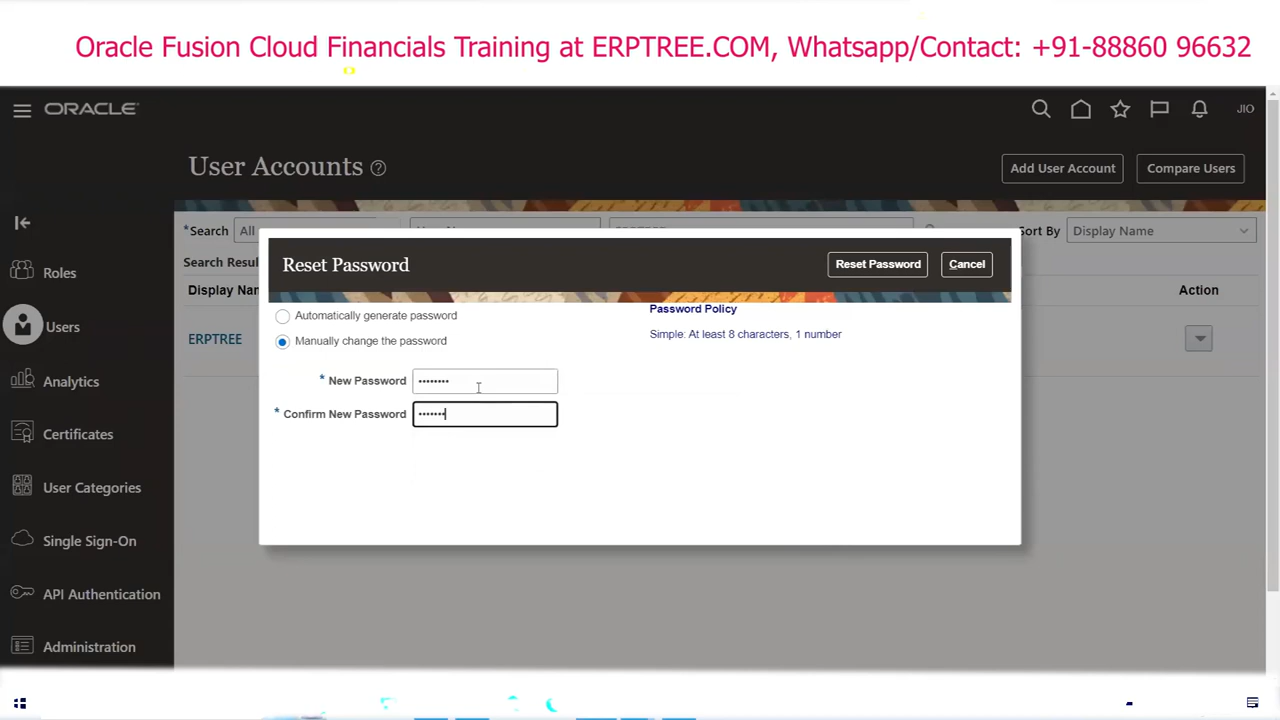 Oracle Fusion Cloud Financials Training at ERPTREE.COM, Whatsapp/Contact: +91-88860 96632
ORACLE
JIO
User Accounts
Add User Account
Compare Users
*Search All
Sort By Display Name
Search Resul
Display Nam
Action
ERPTREE
Roles
Users
Analytics
Certificates
User Categories
Single Sign-On
API Authentication
Administration
Reset Password
Reset Password
Cancel
Automatically generate password
Manually change the password
Password Policy
Simple: At least 8 characters, 1 number
* New Password ••••••••
* Confirm New Password •••••••